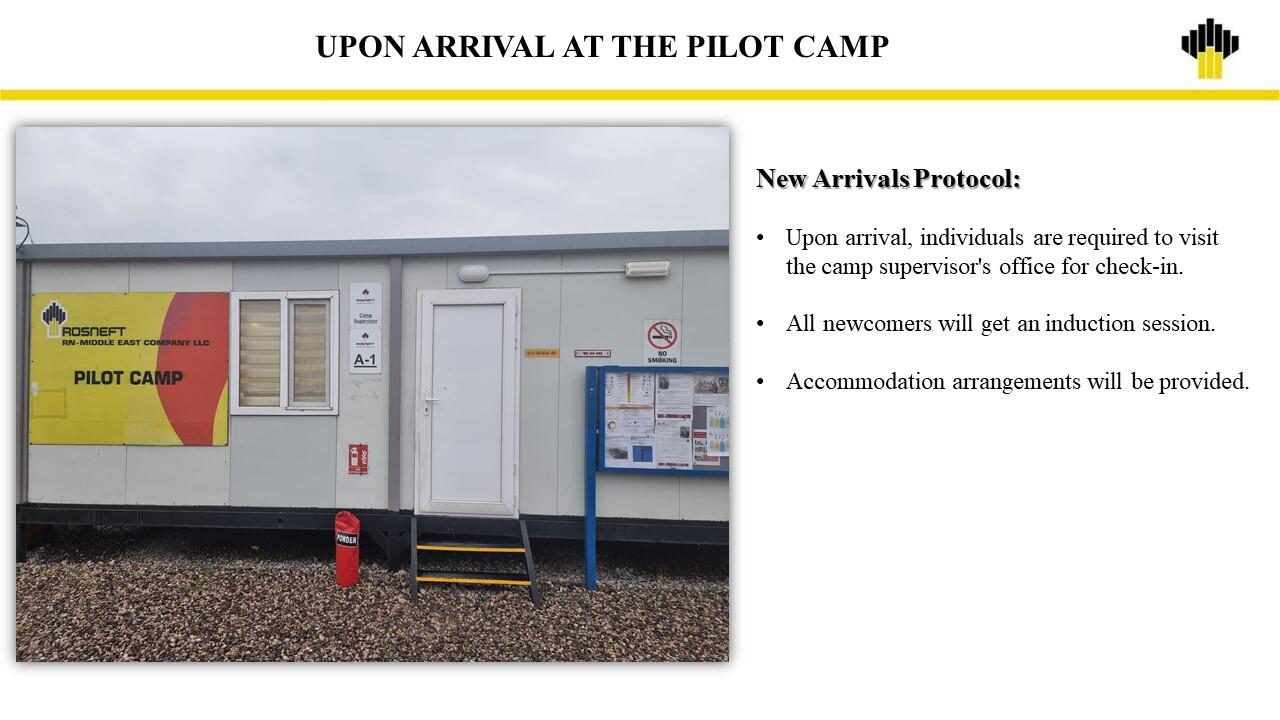 UPON ARRIVAL AT THE PILOT CAMP
New Arrivals Protocol:
• Upon arrival, individuals are required to visit
the camp supervisor's office for check-in.
• All newcomers will get an induction session.
• Accommodation arrangements will be provided.
ROSNEFT
RN-MIDDLE EAST COMPANY LLC
PILOT CAMP
ROSNEFT
Camp
Supervisor
ROSNEFT
A-1
NO
SMOKING
POWDER